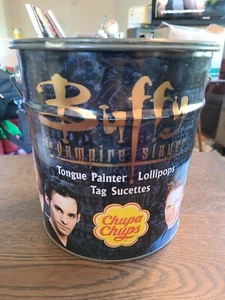 Buffy
the vampire slayer
Tongue Painter Lollipops
Tag Sucettes
Chupa
Chups